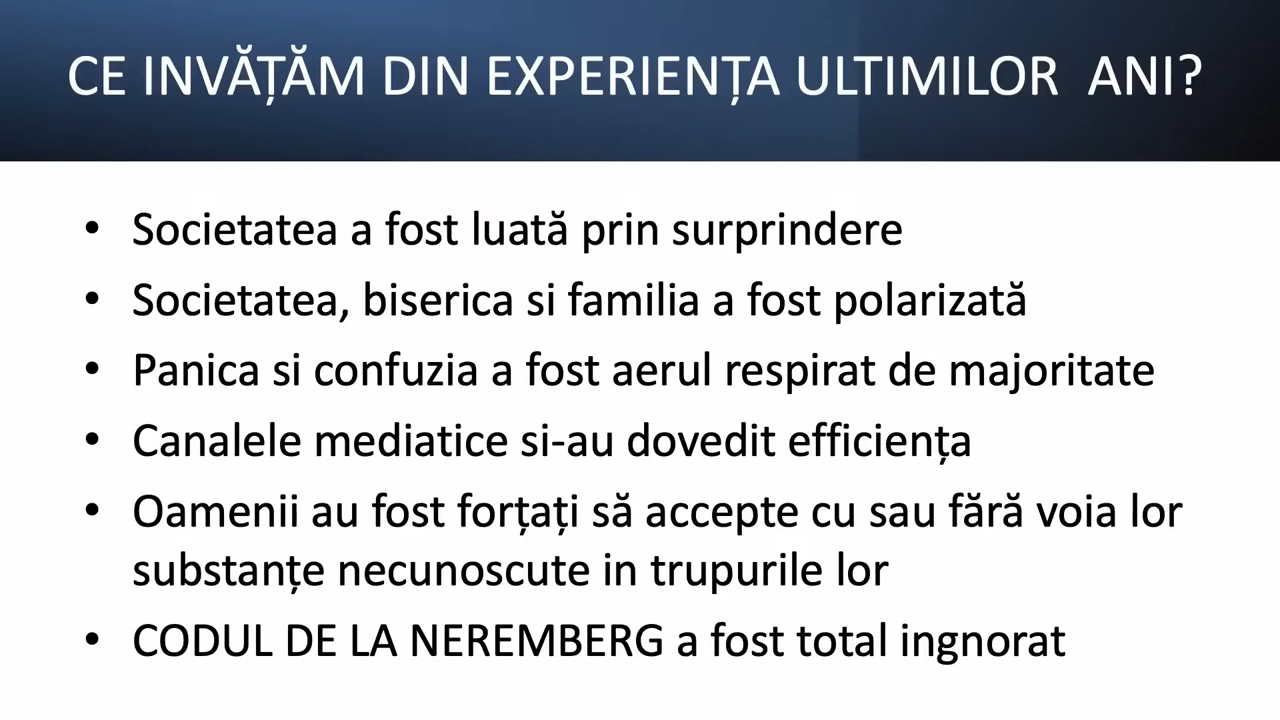 CE INVĂȚĂM DIN EXPERIENȚA ULTIMILOR ANI?
• Societatea a fost luată prin surprindere
• Societatea, biserica si familia a fost polarizată
• Panica si confuzia a fost aerul respirat de majoritate
• Canalele mediatice si-au dovedit efficiența
• Oamenii au fost forțați să accepte cu sau fără voia lor
substanțe necunoscute in trupurile lor
• CODUL DE LA NEREMBERG a fost total ingnorat